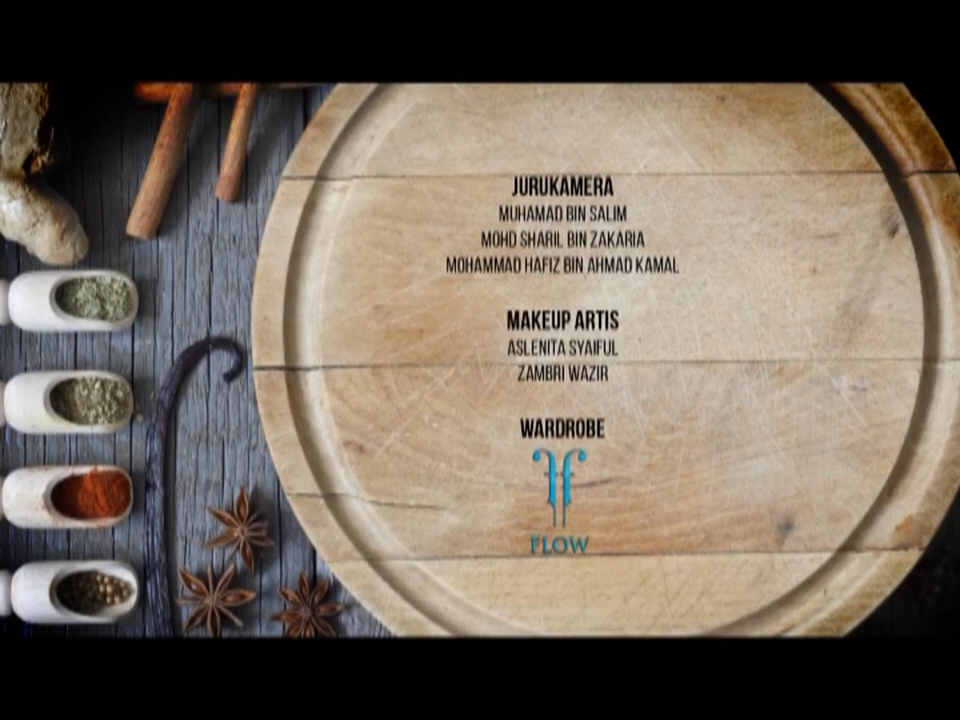 JURUKAMERA
MUHAMAD BIN SALIM
MOHD SHARIL BIN ZAKARIA
MOHAMMAD HAFIZ BIN AHMAD KAMAL
MAKEUP ARTIS
ASLENITA SYAIFUL
ZAMBRI WAZIR
WARDROBE
FLOW